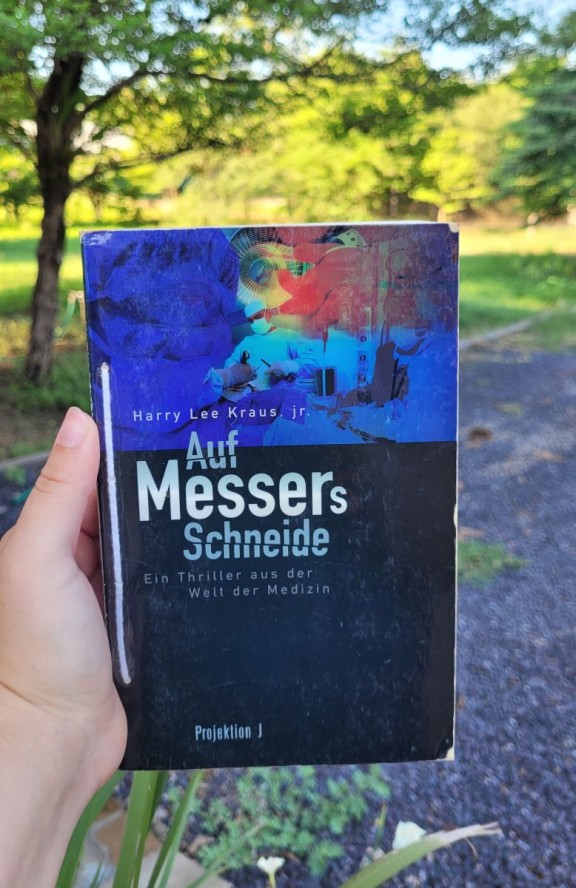 Harry Lee Kraus, jr.
Auf
Messers
Schneide
Ein Thriller aus der
Welt der Medizin
Projektion J